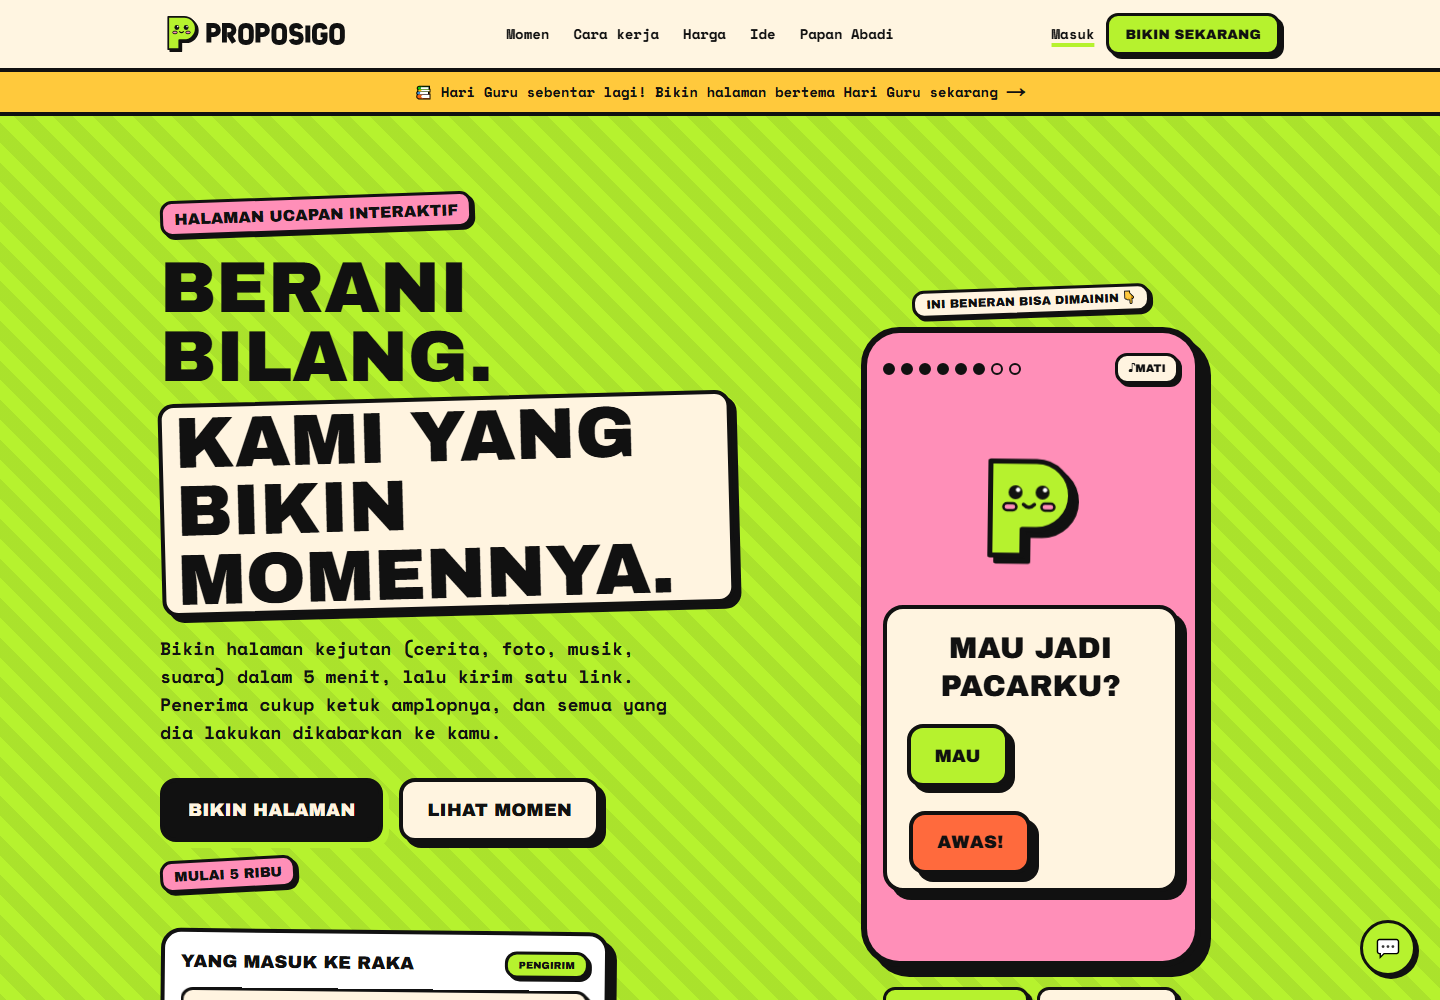 PROPOSIGO
Momen Cara kerja Harga Ide Papan Abadi
Masuk
BIKIN SEKARANG
Hari Guru sebentar lagi! Bikin halaman bertema Hari Guru sekarang →
HALAMAN UCAPAN INTERAKTIF
BERANI
BILANG.
KAMI YANG
BIKIN
MOMENNYA.
Bikin halaman kejutan (cerita, foto, musik,
suara) dalam 5 menit, lalu kirim satu link.
Penerima cukup ketuk amplopnya, dan semua yang
dia lakukan dikabarkan ke kamu.
BIKIN HALAMAN
LIHAT MOMEN
MULAI 5 RIBU
YANG MASUK KE RAKA
PENGIRIM
INI BENERAN BISA DIMAININ
♪MATI
MAU JADI
PACARKU?
MAU
AWAS!